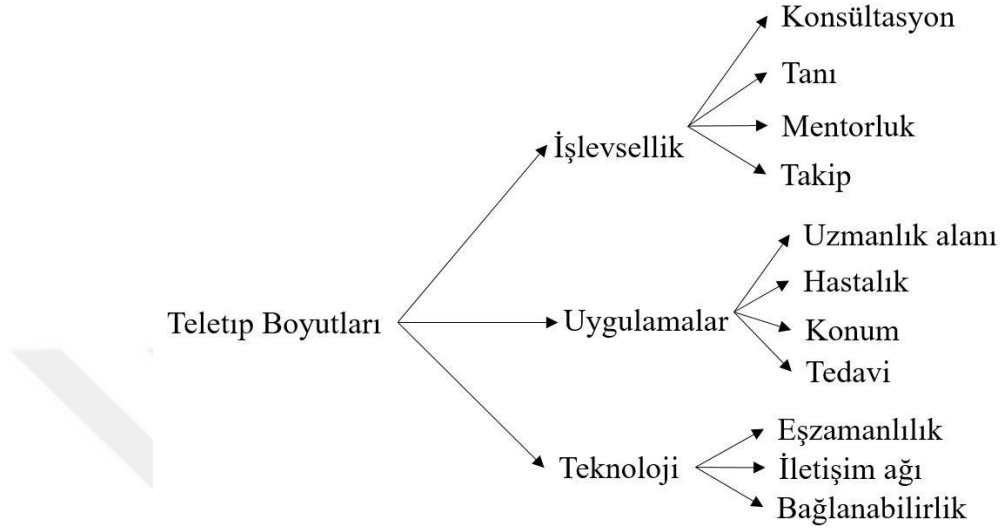 Teletıp Boyutları
İşlevsellik
Konsültasyon
Tanı
Mentorluk
Takip
Uygulamalar
Uzmanlık alanı
Hastalık
Konum
Tedavi
Teknoloji
Eşzamanlılık
İletişim ağı
Bağlanabilirlik